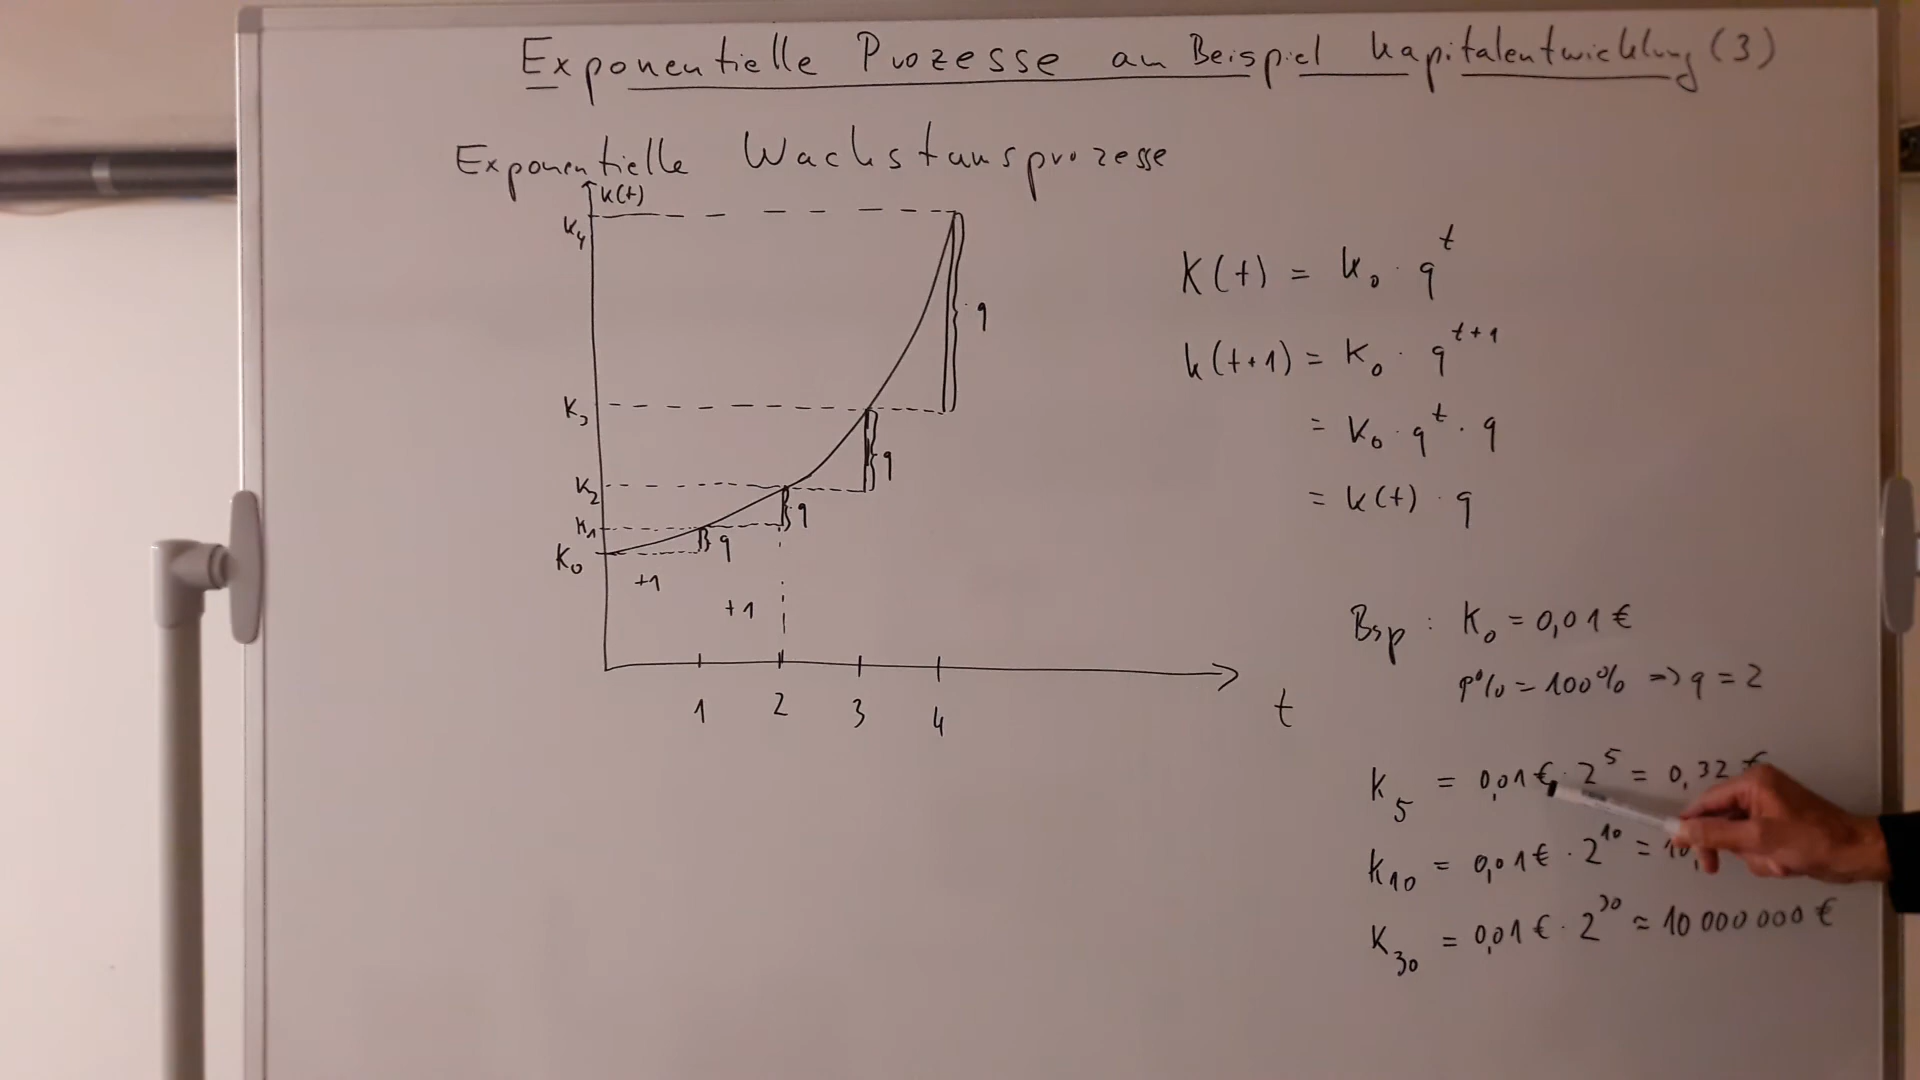 Exponentielle Prozesse am Beispiel Kapitalentwicklung (3)
Exponentielle Wachstumsprozesse
K(t)
K4
K3
K2
K1
K0
q
q
q
q
+1
+1
1 2 3 4
t
K(t) = K₀ · q^t
K(t+1) = K₀ · q^(t+1)
= K₀ · q^t · q
= K(t) · q
Bsp : K₀ = 0,01 €
p% = 100% => q = 2
K₅ = 0,01 € · 2^5 = 0,32 €
K₁₀ = 0,01 € · 2^10 = 10,
K₃₀ = 0,01 € · 2^30 ≈ 10 000 000 €